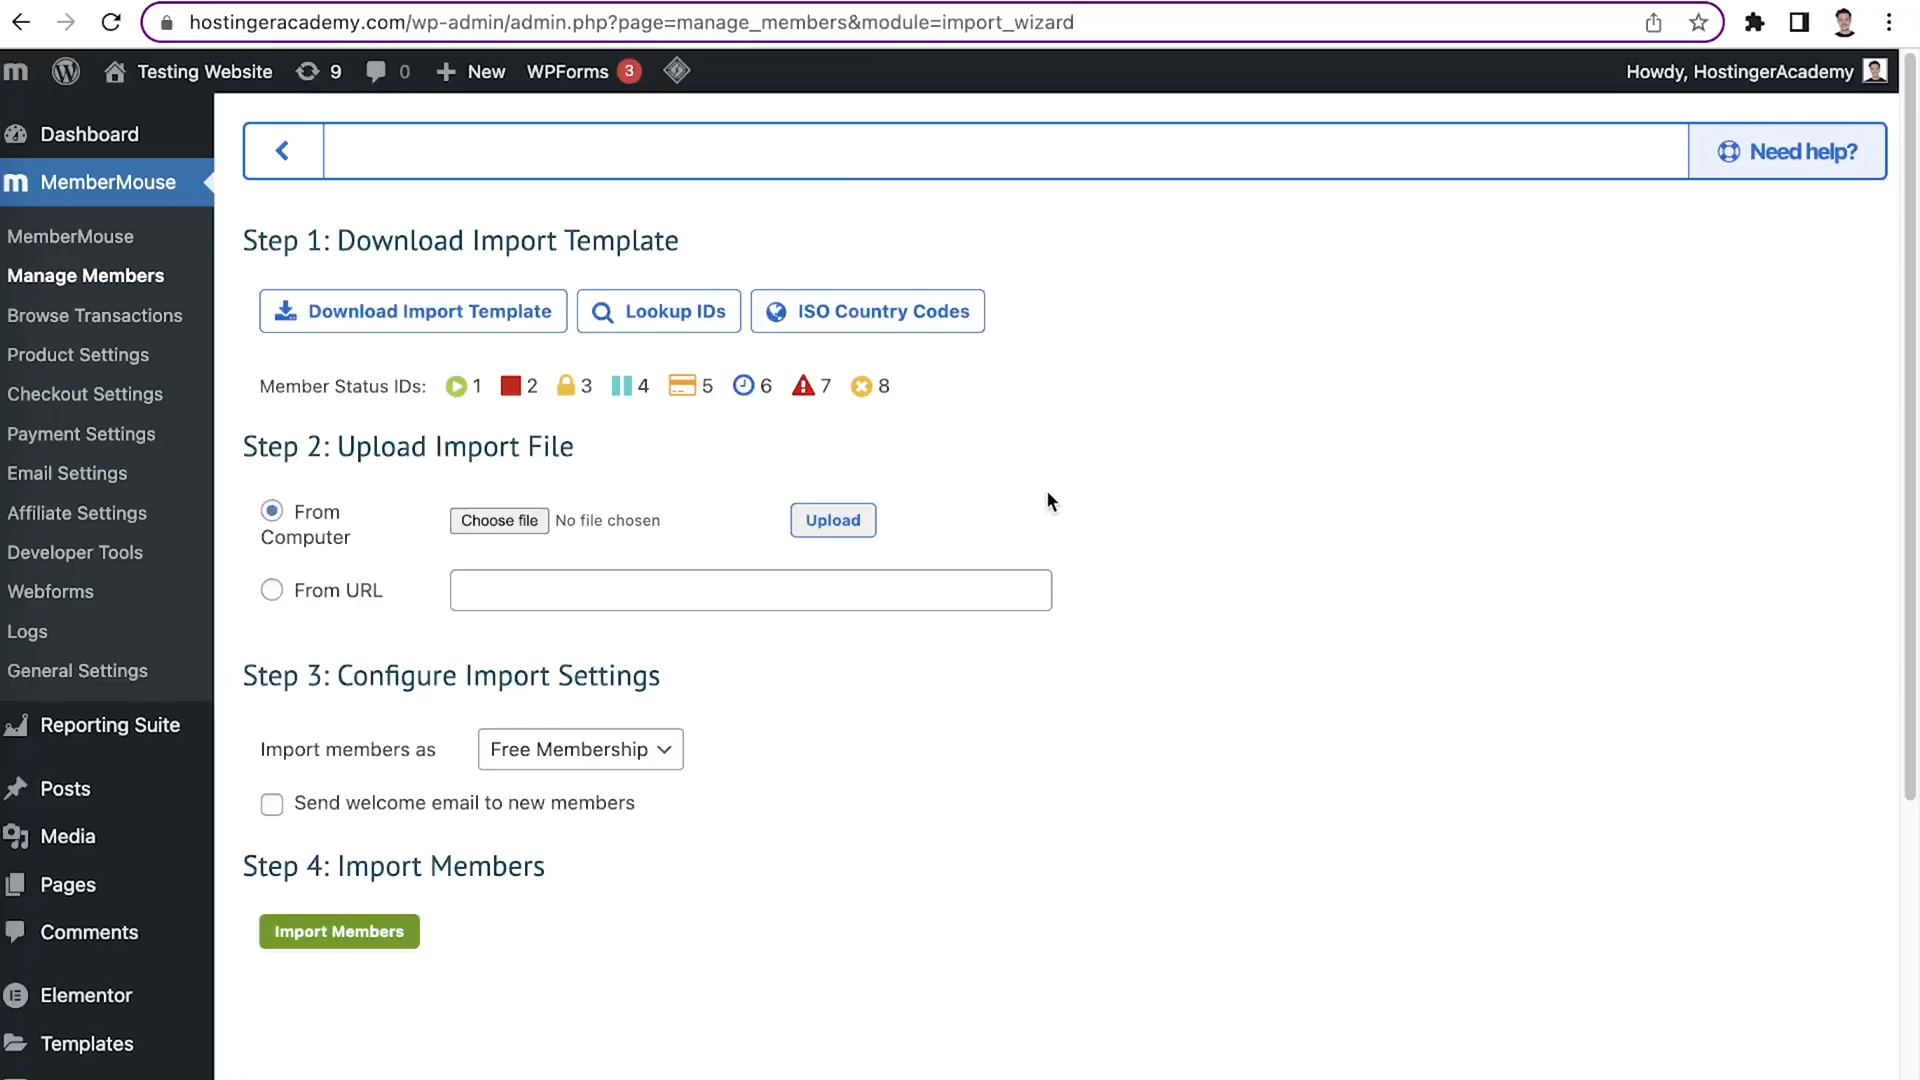 hostingeracademy.com/wp-admin/admin.php?page=manage_members&module=import_wizard
Testing Website 9 0 New WPForms 3 Howdy, HostingerAcademy
Dashboard
MemberMouse
MemberMouse
Manage Members
Browse Transactions
Product Settings
Checkout Settings
Payment Settings
Email Settings
Affiliate Settings
Developer Tools
Webforms
Logs
General Settings
Reporting Suite
Posts
Media
Pages
Comments
Elementor
Templates
Need help?
Step 1: Download Import Template
Download Import Template Lookup IDs ISO Country Codes
Member Status IDs: 1 2 3 4 5 6 7 8
Step 2: Upload Import File
From
Computer
Choose file No file chosen Upload
From URL
Step 3: Configure Import Settings
Import members as Free Membership
Send welcome email to new members
Step 4: Import Members
Import Members